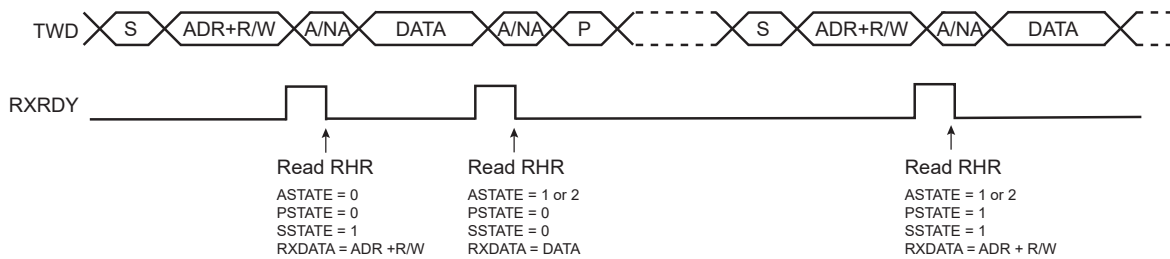 TWD S ADR+R/W A/NA DATA A/NA P S ADR+R/W A/NA DATA
RXRDY
Read RHR
ASTATE = 0
PSTATE = 0
SSTATE = 1
RXDATA = ADR +R/W
Read RHR
ASTATE = 1 or 2
PSTATE = 0
SSTATE = 0
RXDATA = DATA
Read RHR
ASTATE = 1 or 2
PSTATE = 1
SSTATE = 1
RXDATA = ADR + R/W